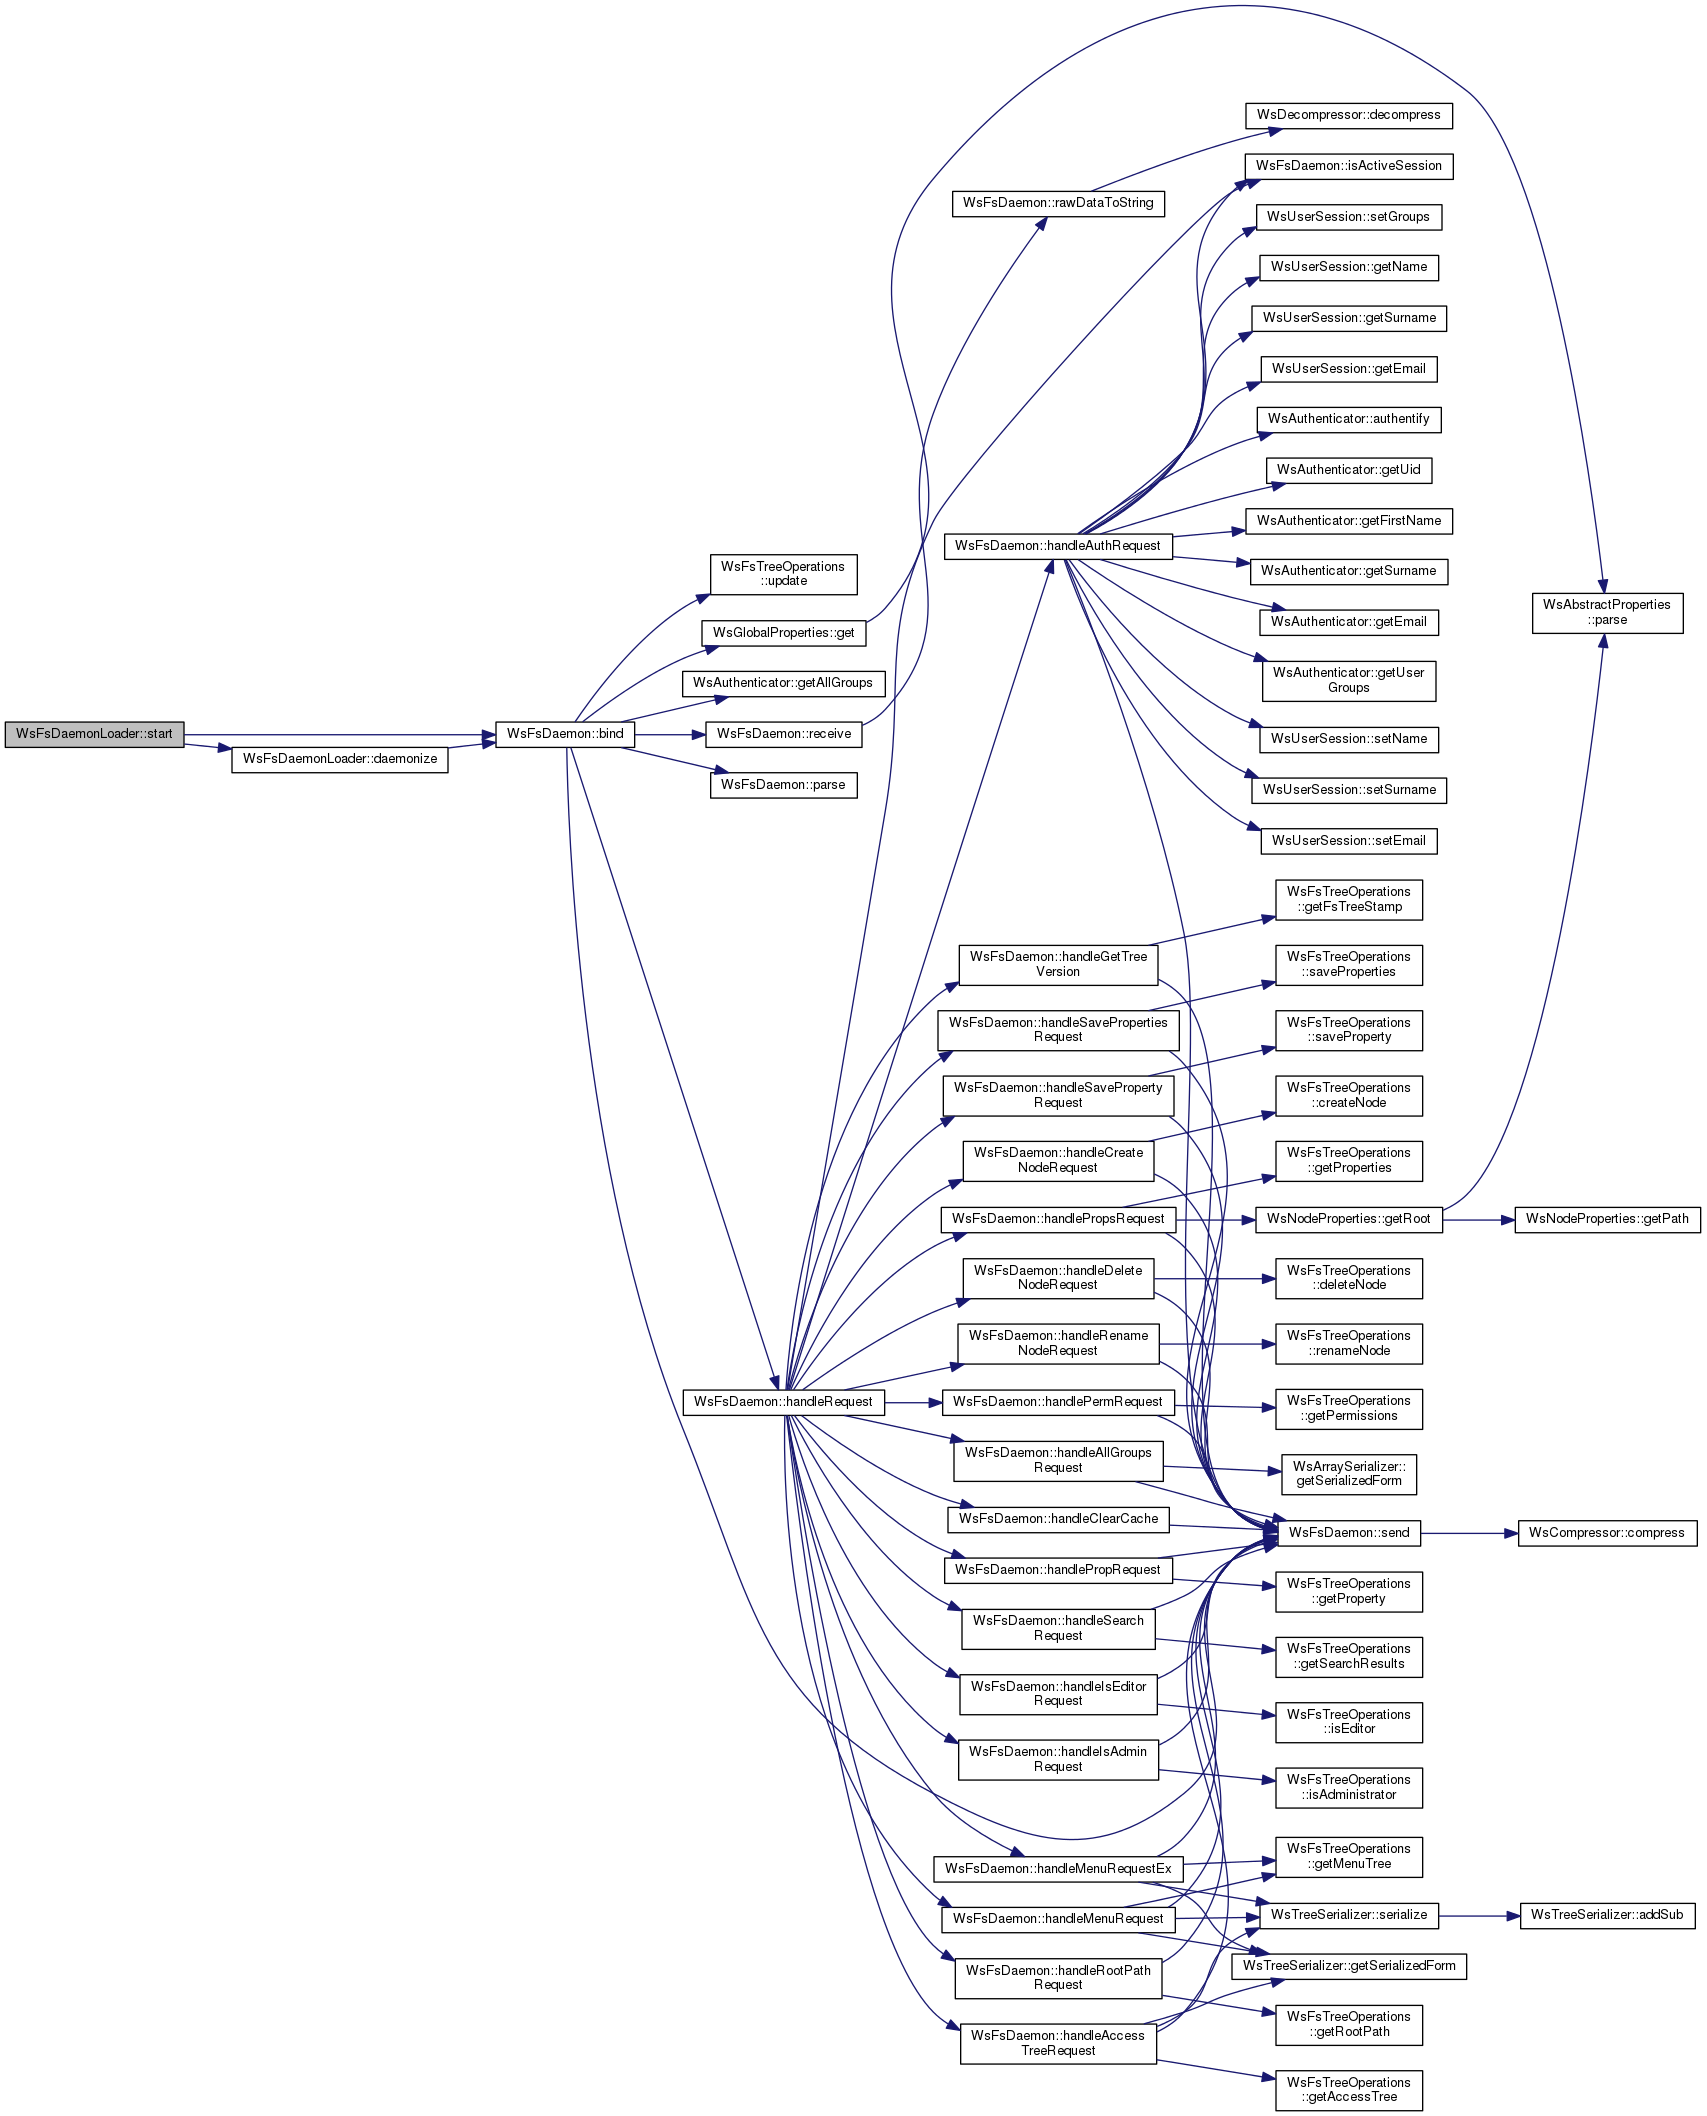 WsFsDaemonLoader::start
WsFsDaemonLoader::daemonize
WsFsDaemon::bind
WsFsTreeOperations
::update
WsGlobalProperties::get
WsAuthenticator::getAllGroups
WsFsDaemon::receive
WsFsDaemon::parse
WsFsDaemon::handleRequest
WsFsDaemon::rawDataToString
WsFsDaemon::handleAuthRequest
WsFsDaemon::handleGetTree
Version
WsFsDaemon::handleSaveProperties
Request
WsFsDaemon::handleSaveProperty
Request
WsFsDaemon::handleCreate
NodeRequest
WsFsDaemon::handlePropsRequest
WsFsDaemon::handleDelete
NodeRequest
WsFsDaemon::handleRename
NodeRequest
WsFsDaemon::handlePermRequest
WsFsDaemon::handleAllGroups
Request
WsFsDaemon::handleClearCache
WsFsDaemon::handlePropRequest
WsFsDaemon::handleSearch
Request
WsFsDaemon::handleIsEditor
Request
WsFsDaemon::handleIsAdmin
Request
WsFsDaemon::handleMenuRequestEx
WsFsDaemon::handleMenuRequest
WsFsDaemon::handleRootPath
Request
WsFsDaemon::handleAccess
TreeRequest
WsDecompressor::decompress
WsFsDaemon::isActiveSession
WsUserSession::setGroups
WsUserSession::getName
WsUserSession::getSurname
WsUserSession::getEmail
WsAuthenticator::authentify
WsAuthenticator::getUid
WsAuthenticator::getFirstName
WsAuthenticator::getSurname
WsAuthenticator::getEmail
WsAuthenticator::getUser
Groups
WsUserSession::setName
WsUserSession::setSurname
WsUserSession::setEmail
WsFsTreeOperations
::getFsTreeStamp
WsFsTreeOperations
::saveProperties
WsFsTreeOperations
::saveProperty
WsFsTreeOperations
::createNode
WsFsTreeOperations
::getProperties
WsNodeProperties::getRoot
WsFsTreeOperations
::deleteNode
WsFsTreeOperations
::renameNode
WsFsTreeOperations
::getPermissions
WsArraySerializer::
getSerializedForm
WsFsDaemon::send
WsFsTreeOperations
::getProperty
WsFsTreeOperations
::getSearchResults
WsFsTreeOperations
::isEditor
WsFsTreeOperations
::isAdministrator
WsFsTreeOperations
::getMenuTree
WsTreeSerializer::serialize
WsTreeSerializer::getSerializedForm
WsFsTreeOperations
::getRootPath
WsFsTreeOperations
::getAccessTree
WsAbstractProperties
::parse
WsNodeProperties::getPath
WsCompressor::compress
WsTreeSerializer::addSub